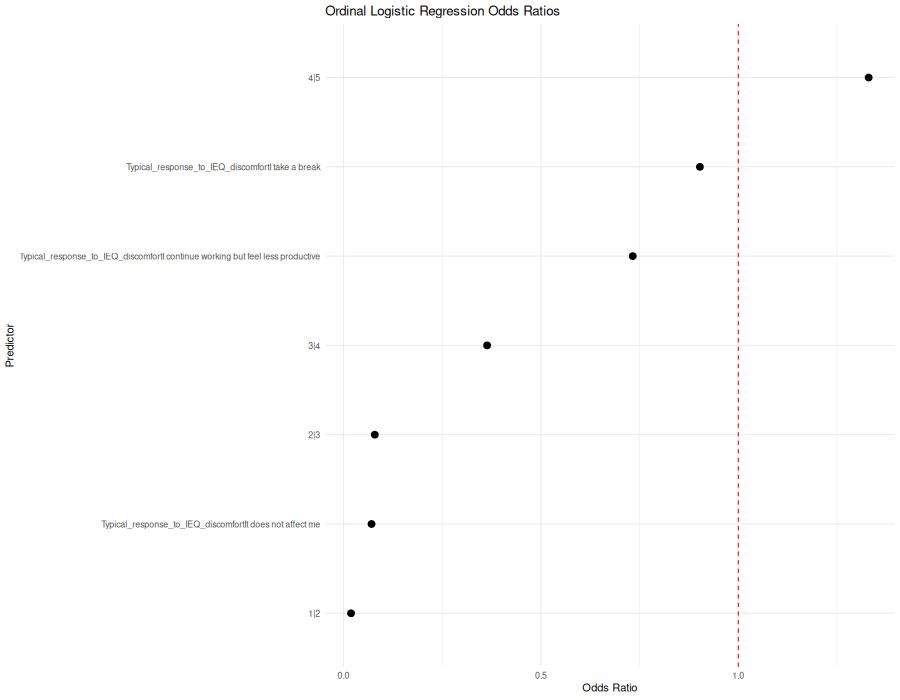 Ordinal Logistic Regression Odds Ratios
4|5
Typical_response_to_IEQ_discomfortI take a break
Typical_response_to_IEQ_discomfortI continue working but feel less productive
3|4
2|3
Typical_response_to_IEQ_discomfortIt does not affect me
1|2
Predictor
0.0 0.5 1.0
Odds Ratio